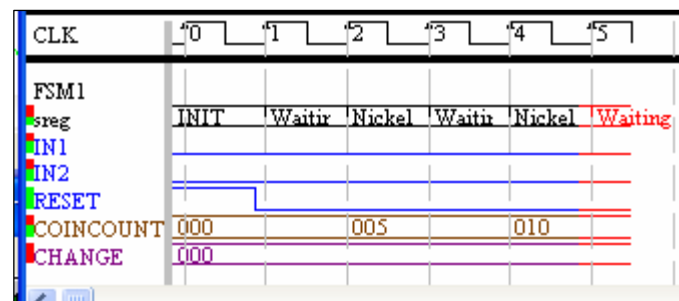 CLK 0 1 2 3 4 5
FSM1
sreg INIT Waitir Nickel Waitir Nickel Waiting
IN1
IN2
RESET
COINCOUNT 000 005 010
CHANGE 000